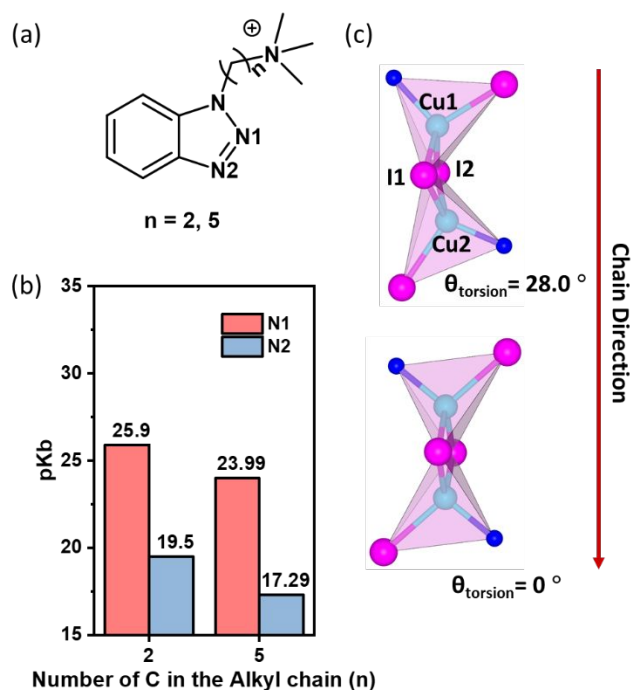 (a)
⊕
N
n
N
N1
N2
n = 2, 5
(b)
35
30
25
20
15
pKb
N1
N2
25.9
19.5
23.99
17.29
2
5
Number of C in the Alkyl chain (n)
(c)
Cu1
I1
I2
Cu2
θtorsion= 28.0 °
θtorsion= 0 °
Chain Direction